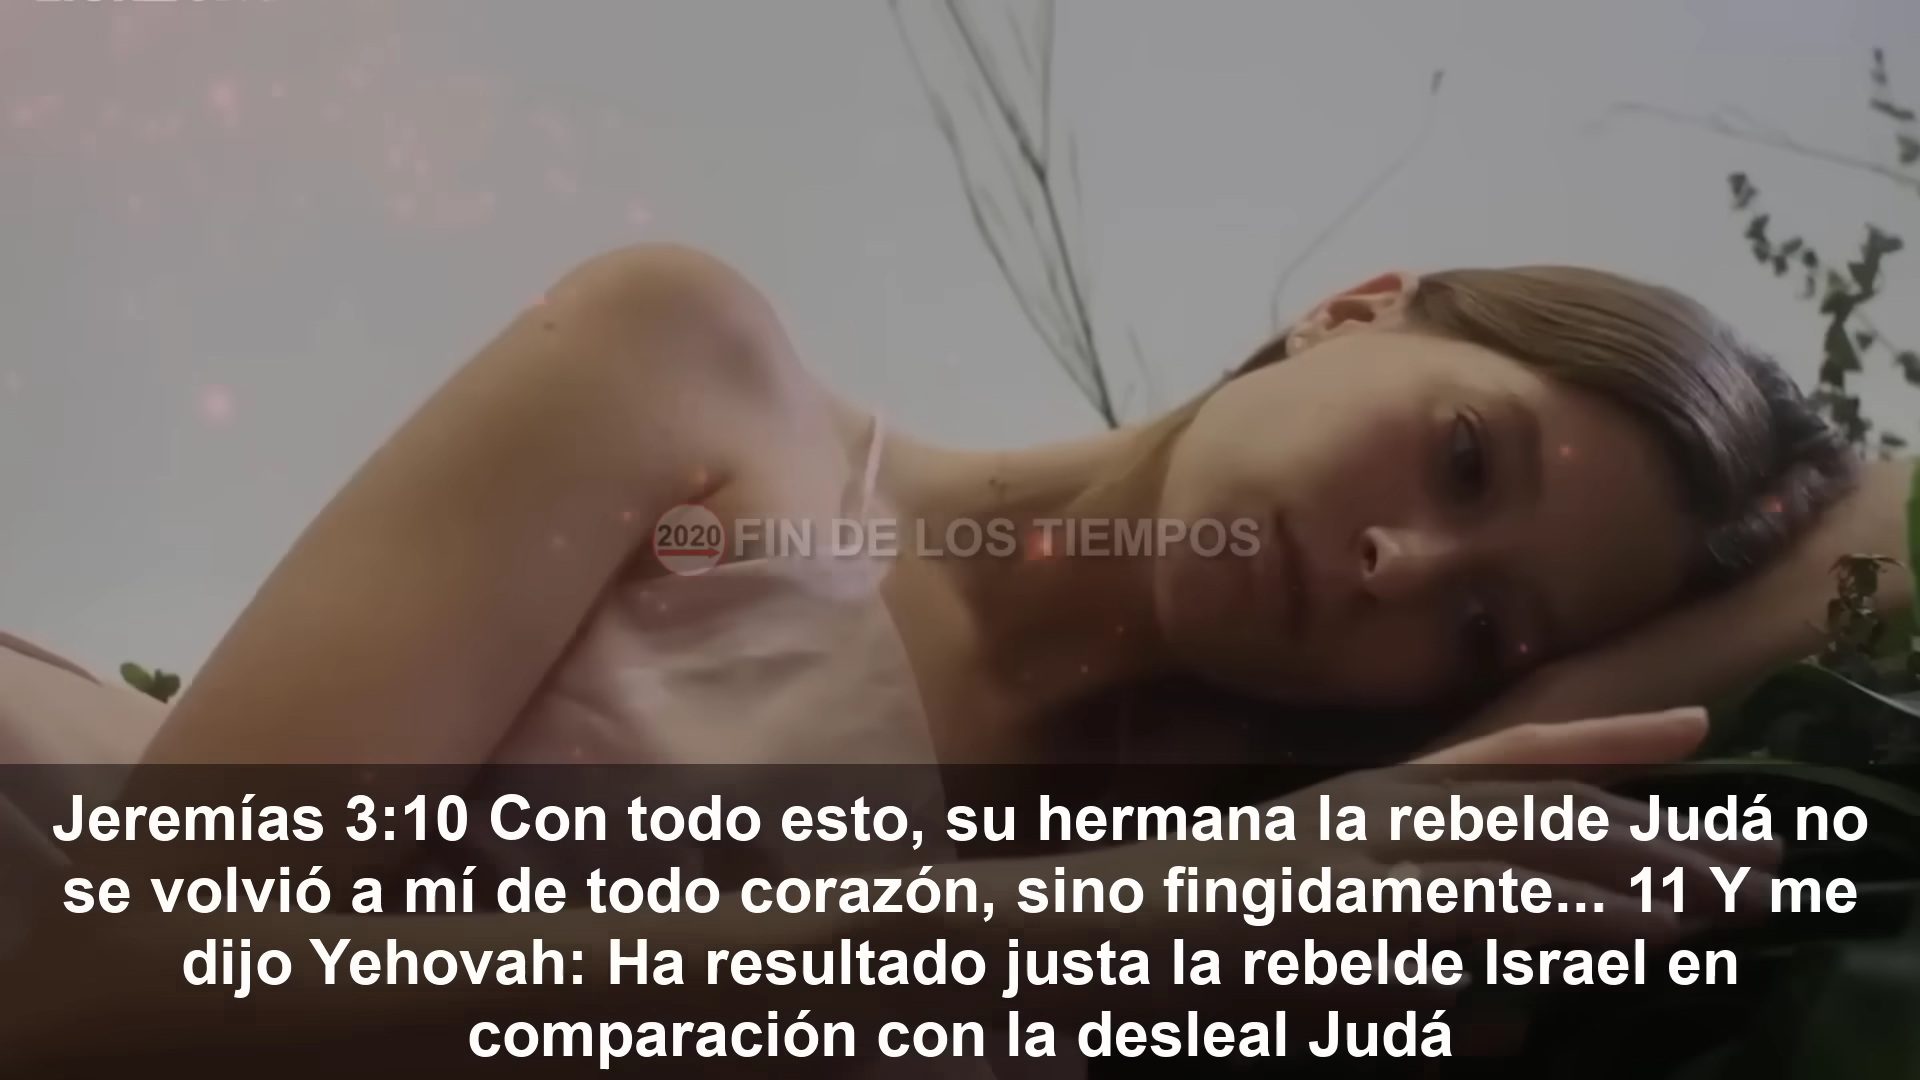 2020 FIN DE LOS TIEMPOS
Jeremías 3:10 Con todo esto, su hermana la rebelde Judá no
se volvió a mí de todo corazón, sino fingidamente... 11 Y me
dijo Yehovah: Ha resultado justa la rebelde Israel en
comparación con la desleal Judá